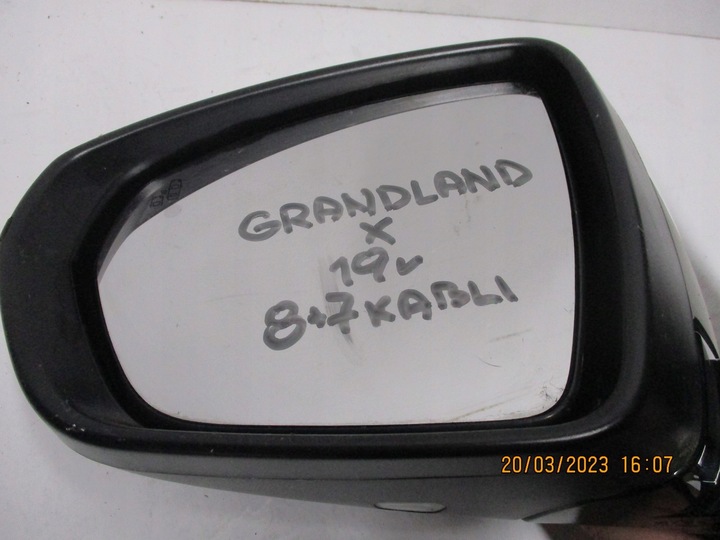 GRANDLAND
X
19r
8+7 KABLI
20/03/2023 16:07